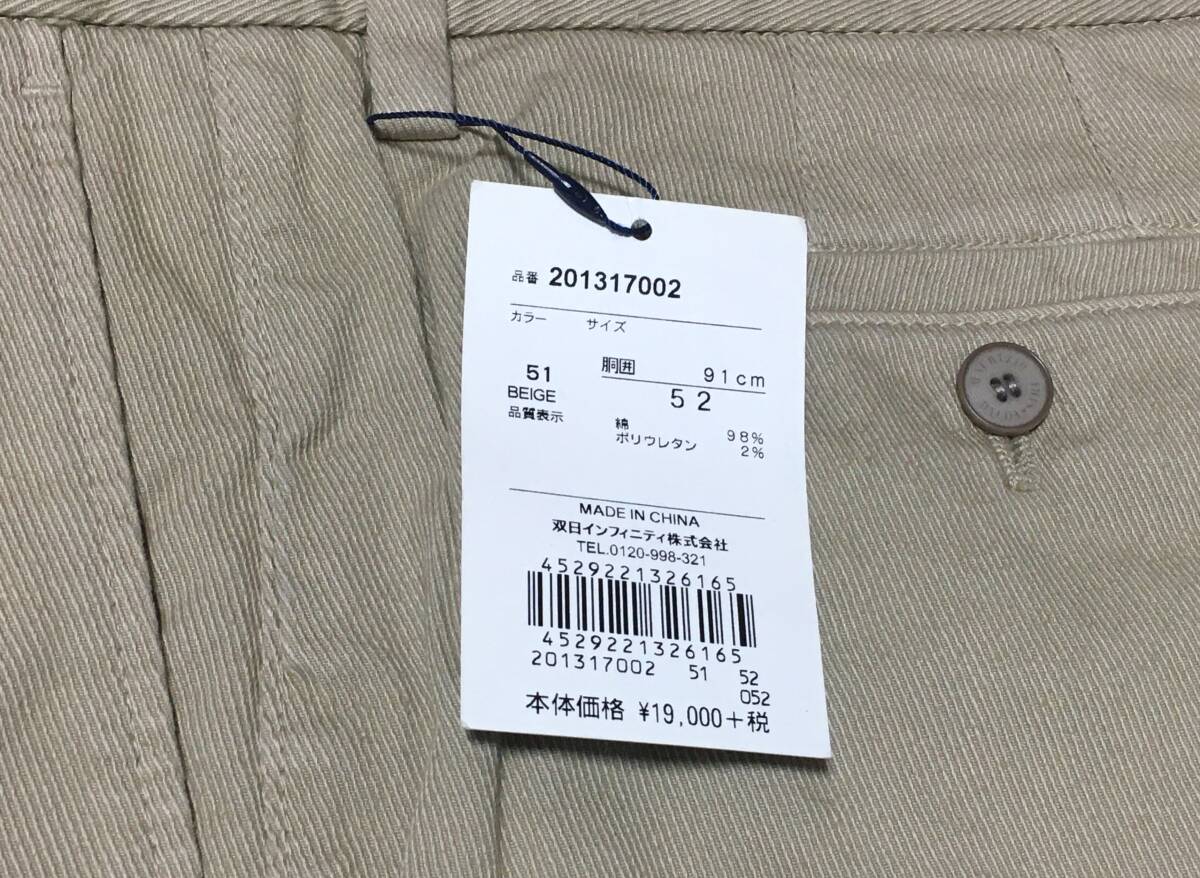 品番 201317002
カラー サイズ
51 胴囲 91cm
BEIGE 52
品質表示 綿 98%
ポリウレタン 2%
MADE IN CHINA
双日インフィニティ株式会社
TEL.0120-998-321
4529221326165
4529221326165
201317002 51 52
052
本体価格 ¥19,000+税
MAURIZIO
BALDASSARI